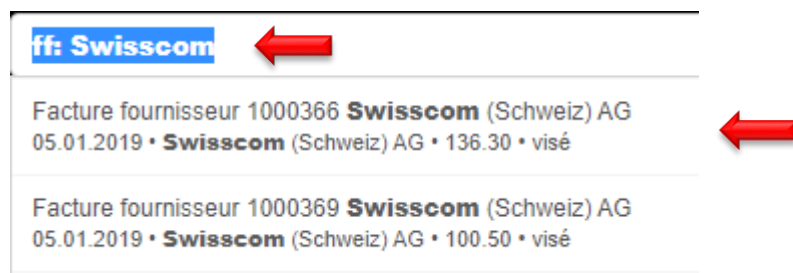 ff: Swisscom
Facture fournisseur 1000366 Swisscom (Schweiz) AG
05.01.2019 • Swisscom (Schweiz) AG • 136.30 • visé
Facture fournisseur 1000369 Swisscom (Schweiz) AG
05.01.2019 • Swisscom (Schweiz) AG • 100.50 • visé